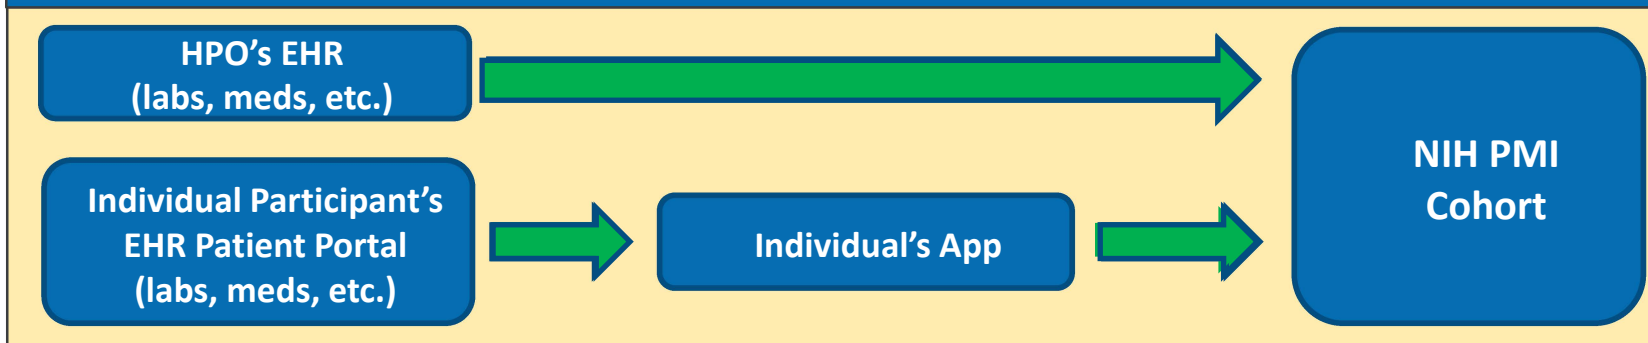 HPO’s EHR
(labs, meds, etc.)
Individual Participant’s
EHR Patient Portal
(labs, meds, etc.)
Individual’s App
NIH PMI
Cohort